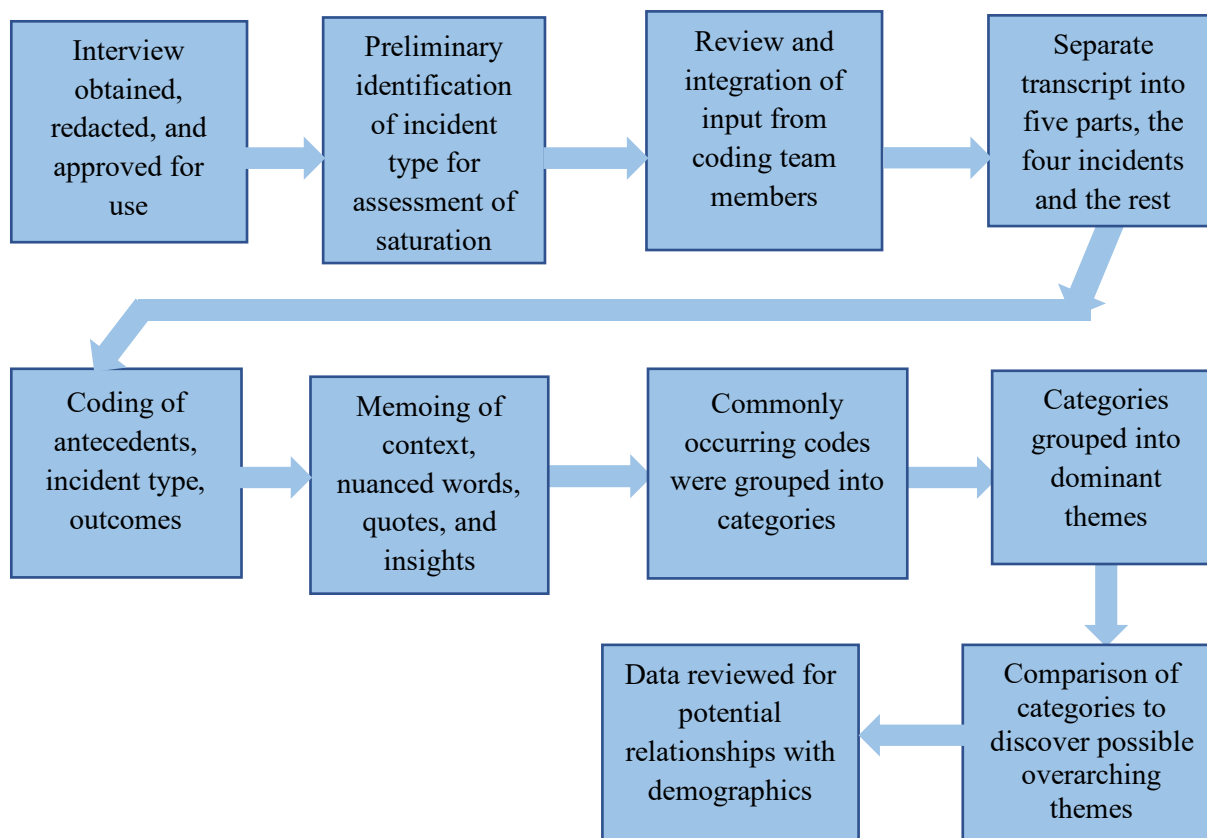 Interview
obtained,
redacted, and
approved for
use
Preliminary
identification
of incident
type for
assessment of
saturation
Review and
integration of
input from
coding team
members
Separate
transcript into
five parts, the
four incidents
and the rest
Coding of
antecedents,
incident type,
outcomes
Memoing of
context,
nuanced words,
quotes, and
insights
Commonly
occurring codes
were grouped into
categories
Categories
grouped into
dominant
themes
Comparison of
categories to
discover possible
overarching
themes
Data reviewed for
potential
relationships with
demographics